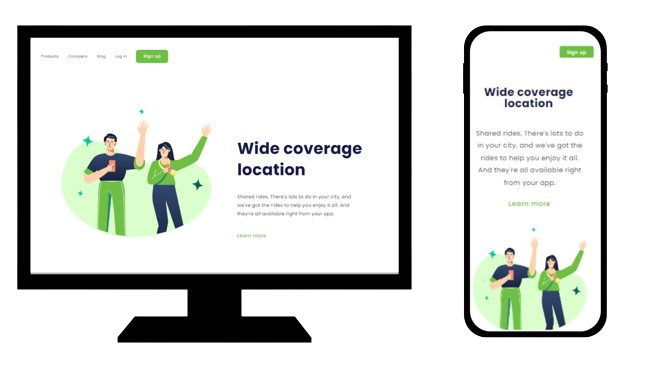 Products Company Blog Log in Sign up
Wide coverage
location
Shared rides, There's lots to do in your city, and
we've got the rides to help you enjoy it all. And
they're all available right from your app.
Learn more
Sign up
Wide coverage
location
Shared rides, There's lots to do
in your city, and we've got the
rides to help you enjoy it all.
And they're all available right
from your app.
Learn more